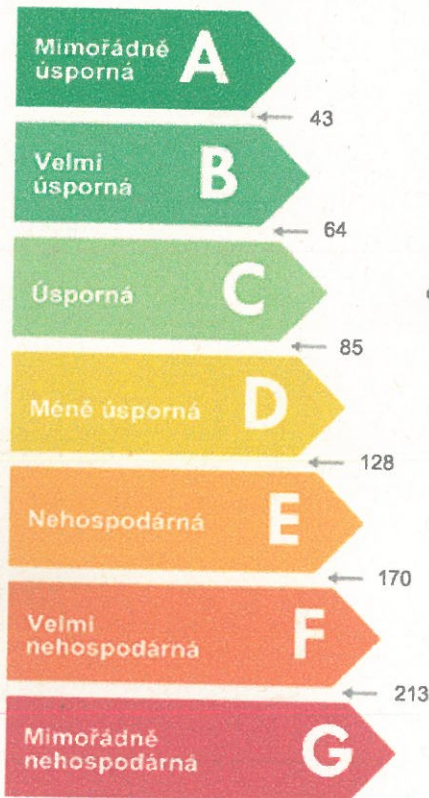 Mimořádně
úsporná
A
43
Velmi
úsporná
B
64
Úsporná
C
85
Méně úsporná
D
128
Nehospodárná
E
170
Velmi
nehospodárná
F
213
Mimořádně
nehospodárná
G